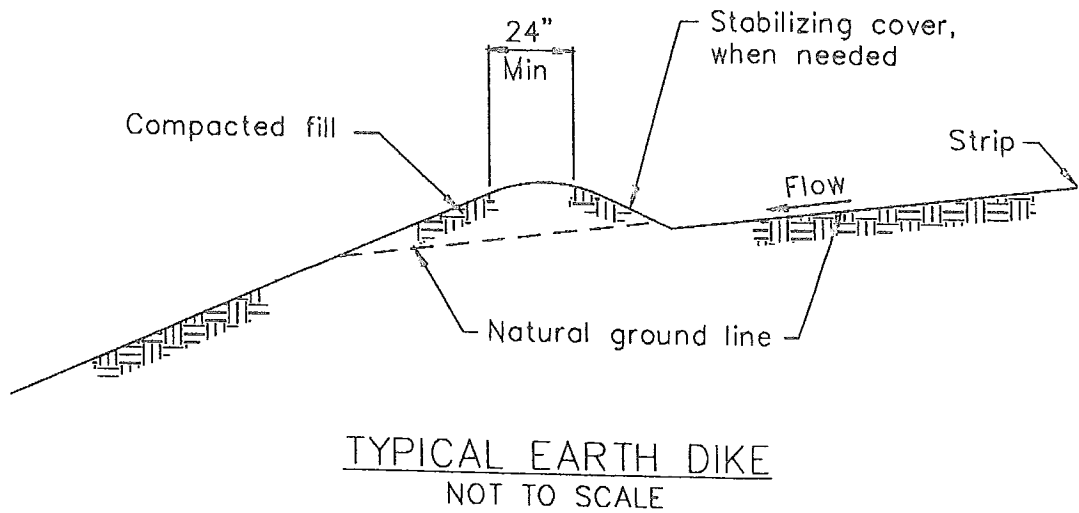 24"
Min
Stabilizing cover,
when needed
Compacted fill
Strip
Flow
Natural ground line
TYPICAL EARTH DIKE
NOT TO SCALE